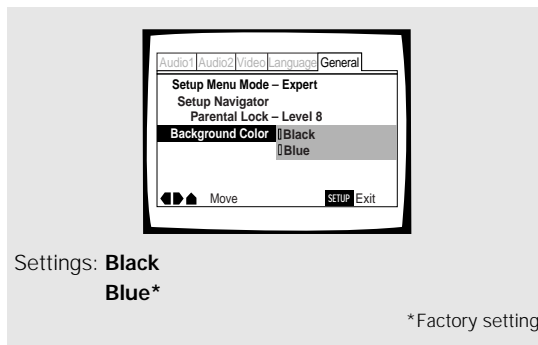 Audio1 Audio2 Video Language General
Setup Menu Mode – Expert
Setup Navigator
Parental Lock – Level 8
Background Color Black
Blue
Move SETUP Exit
Settings: Black
Blue*
*Factory setting